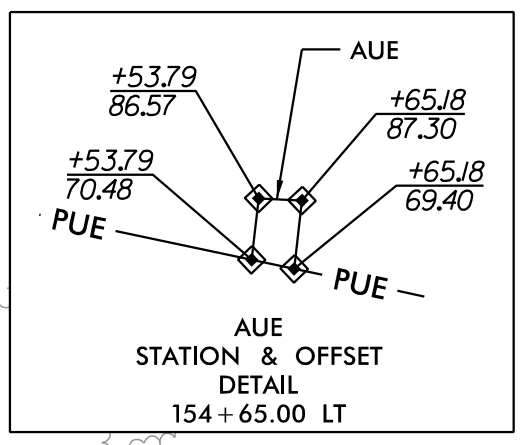 AUE
+53.79
86.57
+65.18
87.30
+53.79
70.48
+65.18
69.40
PUE
PUE
AUE
STATION & OFFSET
DETAIL
154+65.00 LT